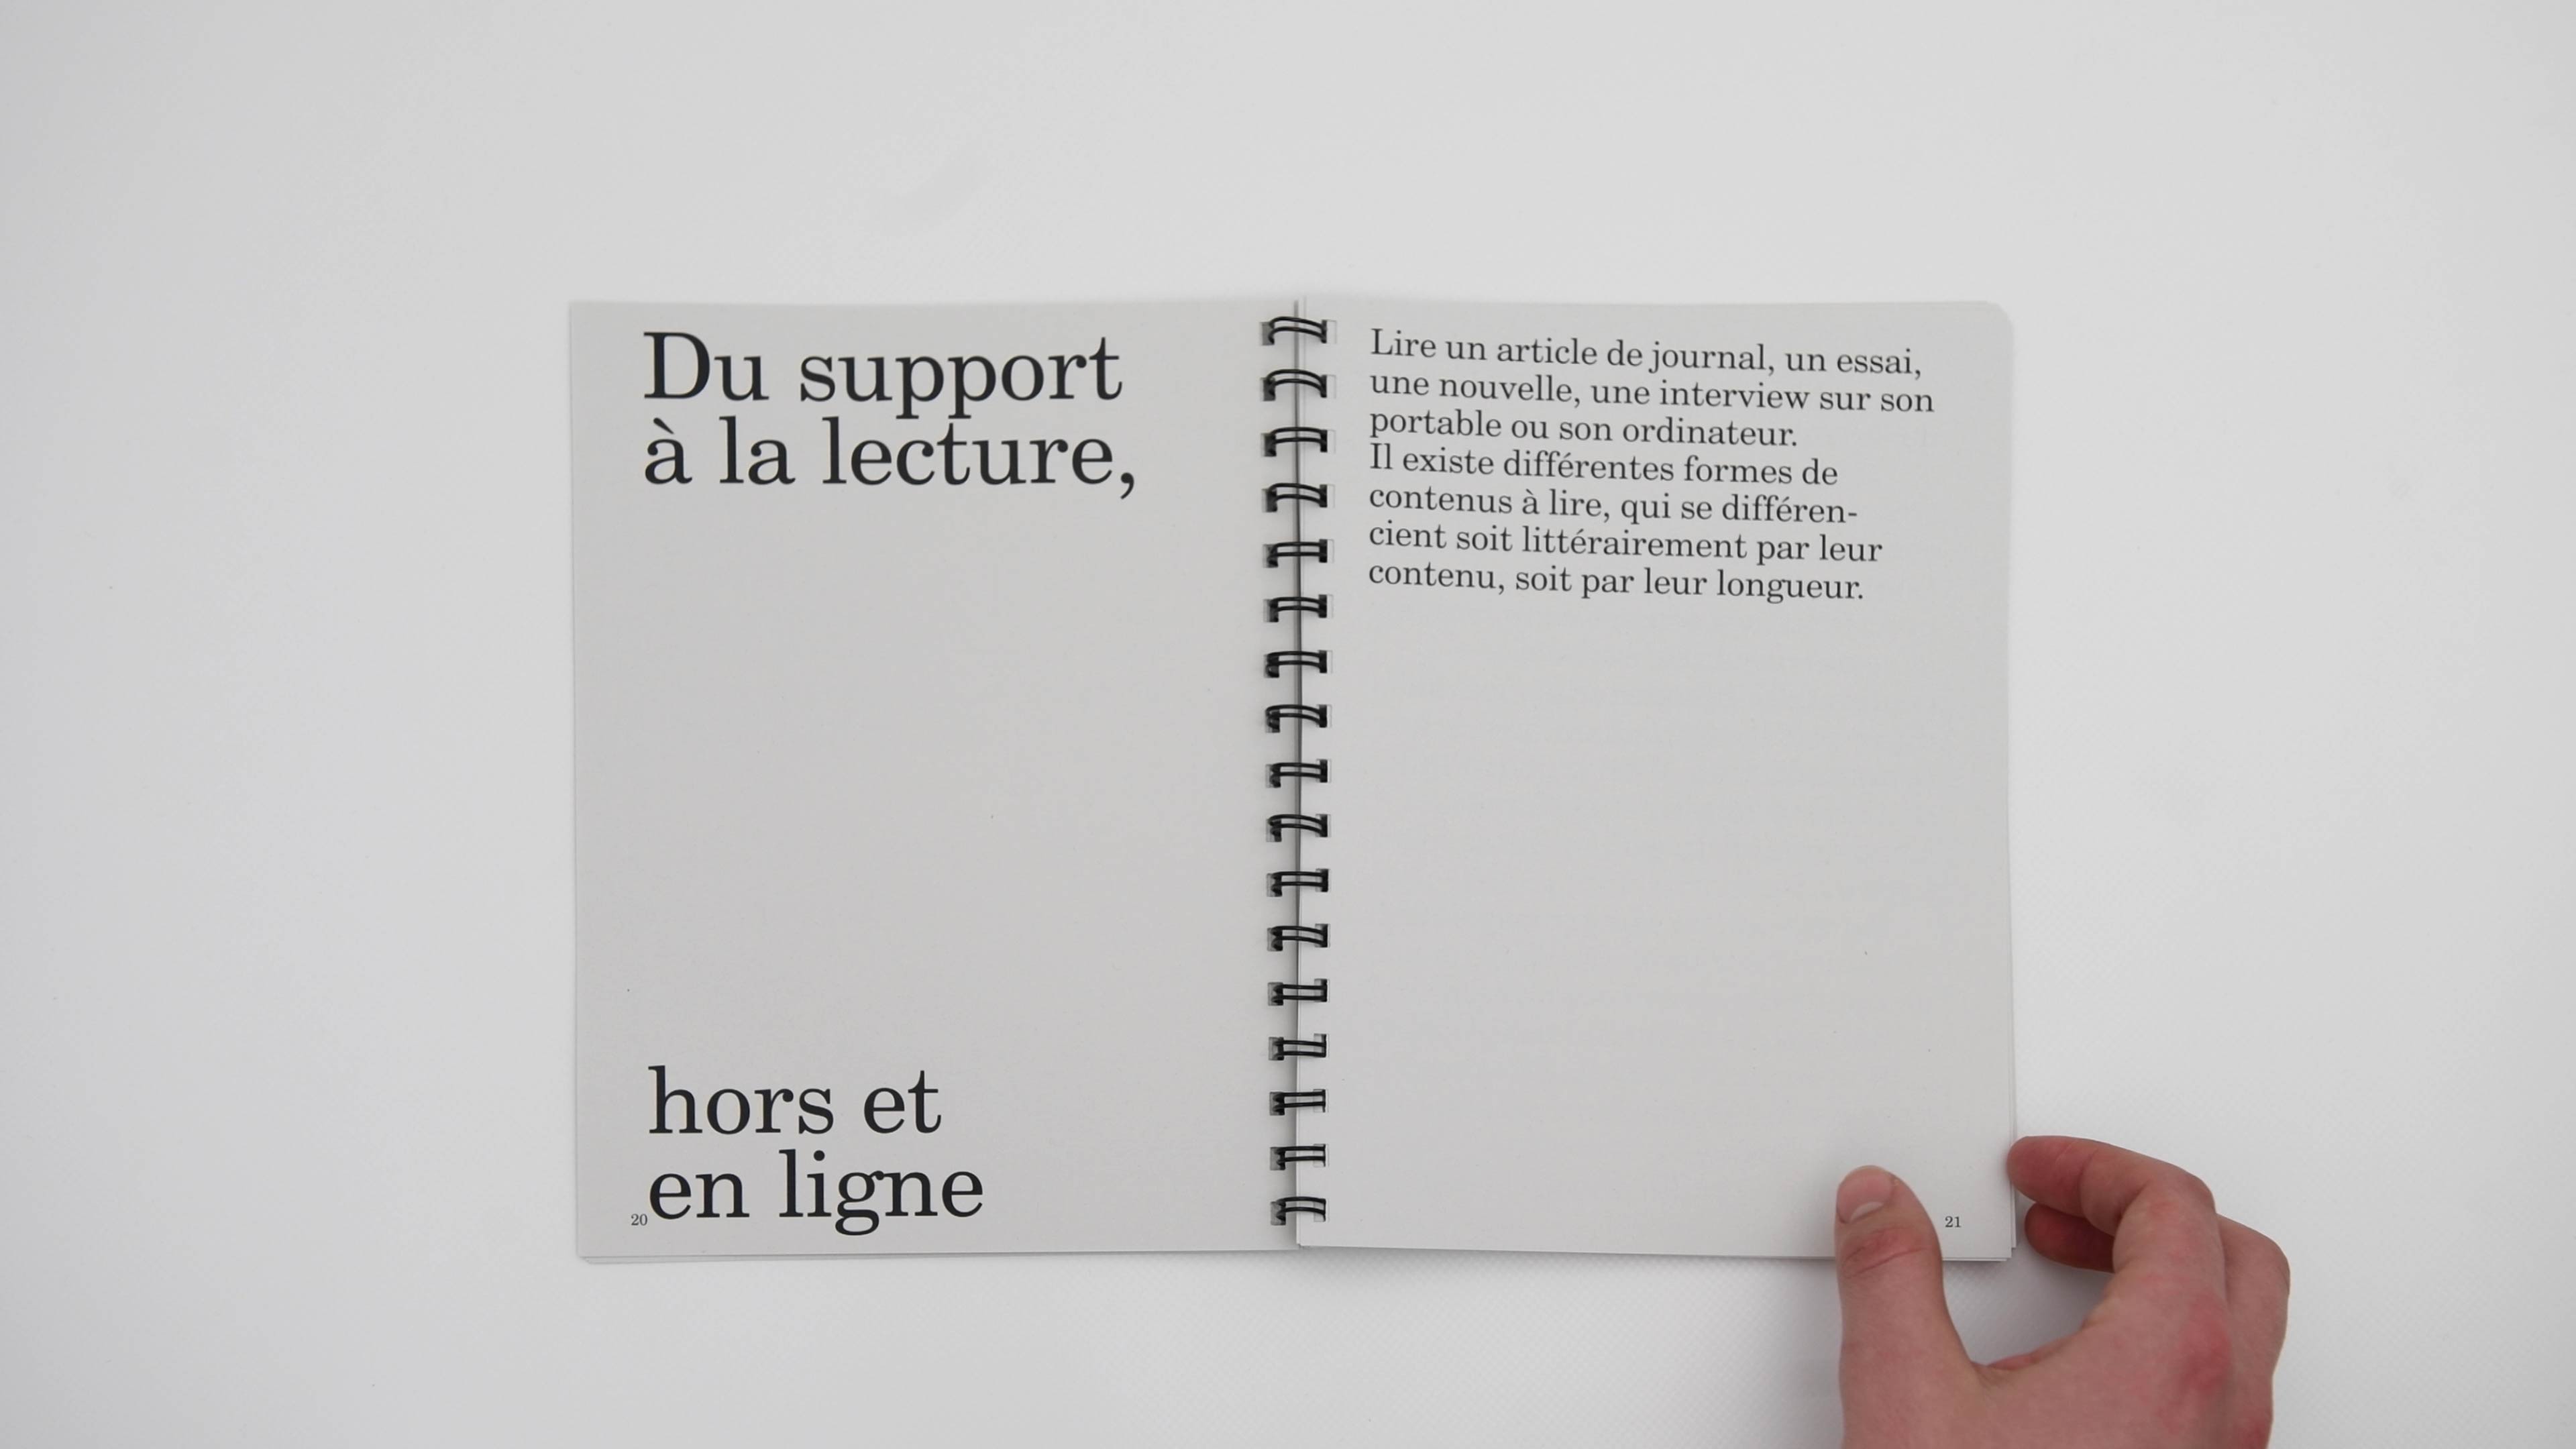 Du support
à la lecture,
hors et
en ligne
20
Lire un article de journal, un essai,
une nouvelle, une interview sur son
portable ou son ordinateur.
Il existe différentes formes de
contenus à lire, qui se différen-
cient soit littérairement par leur
contenu, soit par leur longueur.
21